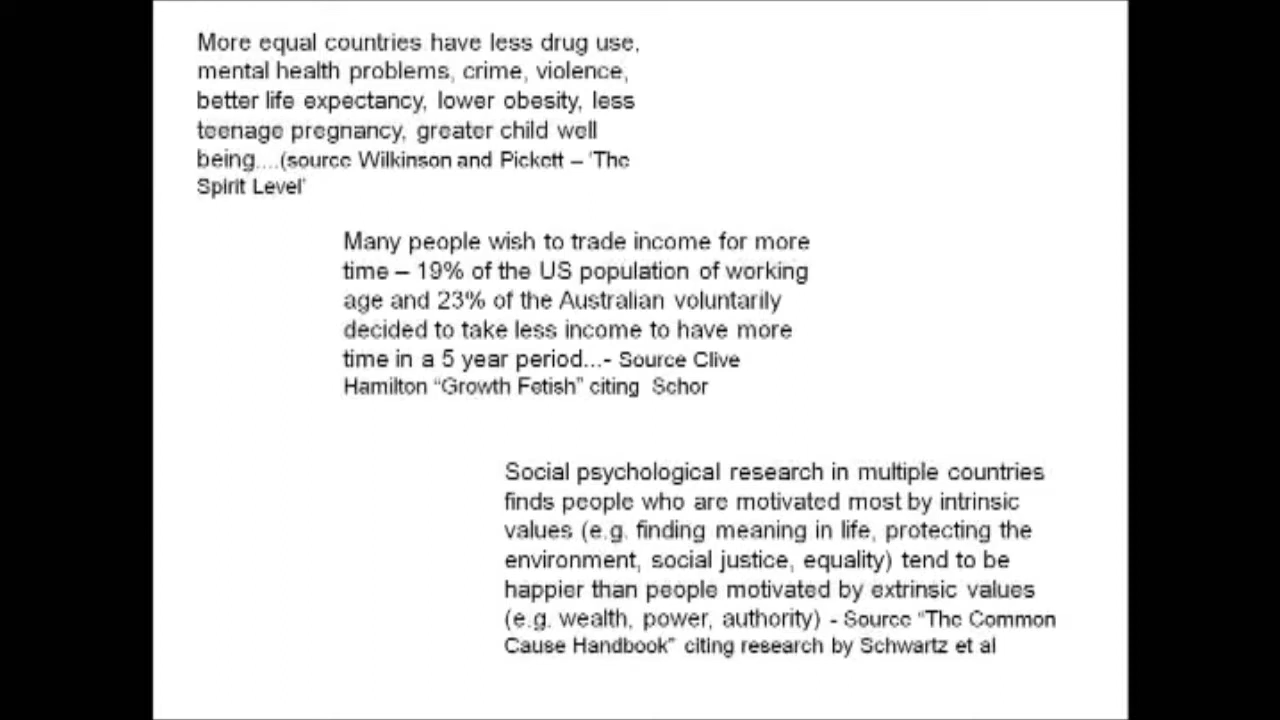 More equal countries have less drug use,
mental health problems, crime, violence,
better life expectancy, lower obesity, less
teenage pregnancy, greater child well
being....(source Wilkinson and Pickett – 'The
Spirit Level'
Many people wish to trade income for more
time – 19% of the US population of working
age and 23% of the Australian voluntarily
decided to take less income to have more
time in a 5 year period...- Source Clive
Hamilton “Growth Fetish” citing  Schor
Social psychological research in multiple countries
finds people who are motivated most by intrinsic
values (e.g. finding meaning in life, protecting the
environment, social justice, equality) tend to be
happier than people motivated by extrinsic values
(e.g. wealth, power, authority) - Source “The Common
Cause Handbook” citing research by Schwartz et al